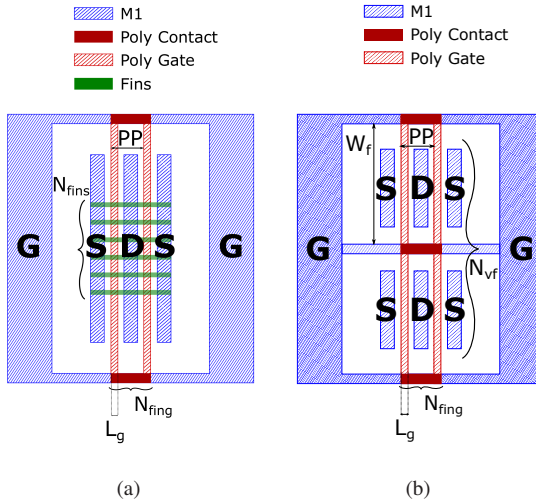 M1
Poly Contact
Poly Gate
Fins
PP
N_fins
G S D S G
N_fing
L_g
(a)
M1
Poly Contact
Poly Gate
W_f
PP
S D S
G G
N_vf
S D S
N_fing
L_g
(b)